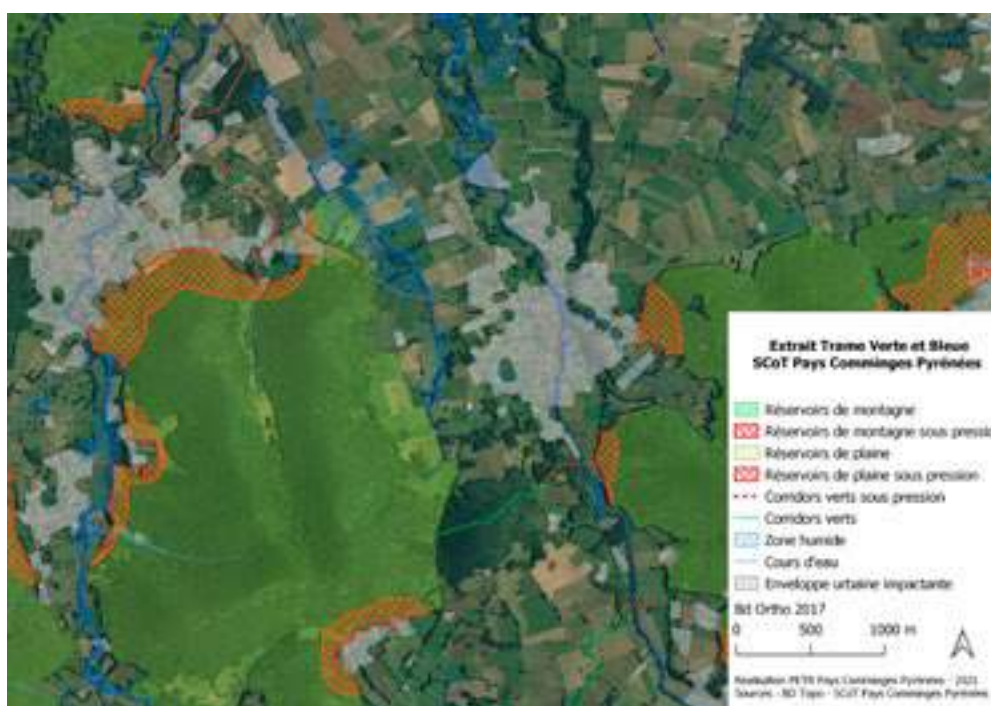 Extrait Trame Verte et Bleue
SCoT Pays Comminges Pyrénées
Réservoirs de montagne
Réservoirs de montagne sous pressio
Réservoirs de plaine
Réservoirs de plaine sous pression
Corridors verts sous pression
Corridors verts
Zone humide
Cours d'eau
Enveloppe urbaine impactante
Bd Ortho 2017
0 500 1000 m
Réalisation PETR Pays Comminges Pyrénées - 2021
Sources - BD Topo - SCoT Pays Comminges Pyrénées